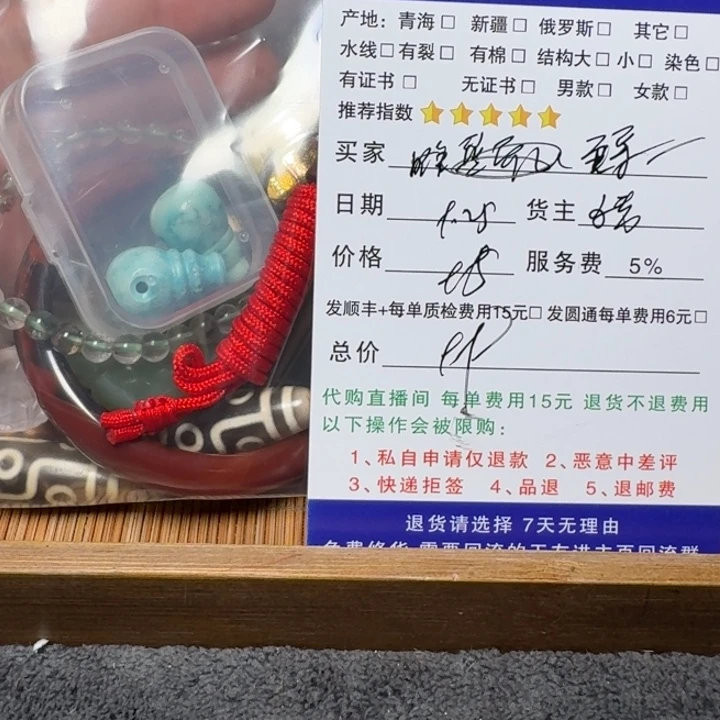 产地：青海□ 新疆□ 俄罗斯□ 其它□
水线□有裂□ 有棉□ 结构大□小□ 染色□
有证书□ 无证书□ 男款□ 女款□
推荐指数
买家
日期 1.25 货主
价格 服务费 5%
发顺丰+每单质检费用15元□ 发圆通每单费用6元□
总价
代购直播间 每单费用15元 退货不退费用
以下操作会被限购：
1、私自申请仅退款 2、恶意中差评
3、快递拒签 4、品退 5、退邮费
退货请选择 7天无理由